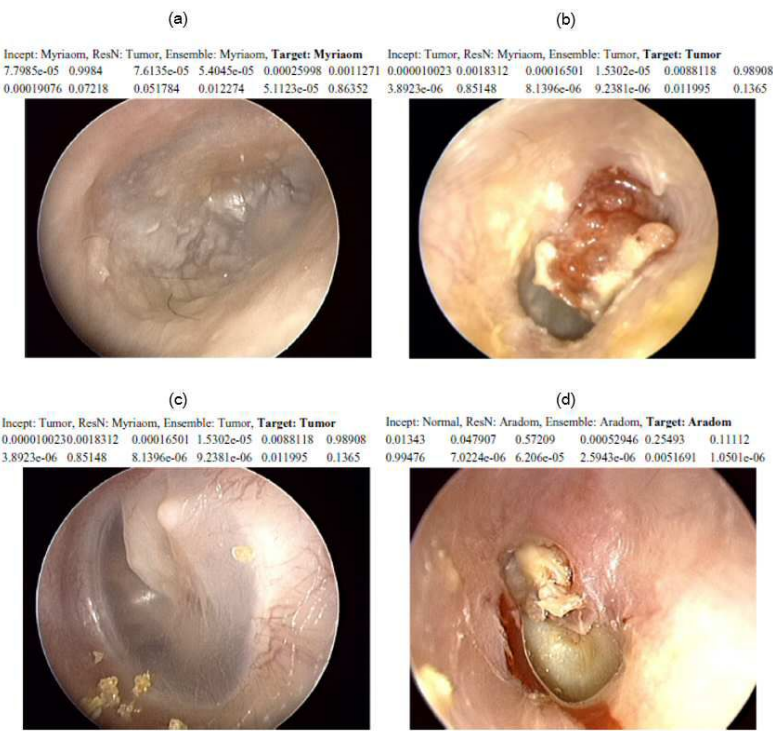 (a)
(b)
Incept: Myriaom, ResN: Tumor, Ensemble: Myriaom, Target: Myriaom
7.7985e-05 0.9984 7.6135e-05 5.4045e-05 0.00025998 0.0011271
0.00019076 0.07218 0.051784 0.012274 5.1123e-05 0.86352
Incept: Tumor, ResN: Myriaom, Ensemble: Tumor, Target: Tumor
0.000010023 0.0018312 0.00016501 1.5302e-05 0.0088118 0.98908
3.8923e-06 0.85148 8.1396e-06 9.2381e-06 0.011995 0.1365
(c)
(d)
Incept: Tumor, ResN: Myriaom, Ensemble: Tumor, Target: Tumor
0.0000100230.0018312 0.00016501 1.5302e-05 0.0088118 0.98908
3.8923e-06 0.85148 8.1396e-06 9.2381e-06 0.011995 0.1365
Incept: Normal, ResN: Aradom, Ensemble: Aradom, Target: Aradom
0.01343 0.047907 0.57209 0.00052946 0.25493 0.11112
0.99476 7.0224e-06 6.206e-05 2.5943e-06 0.0051691 1.0501e-06